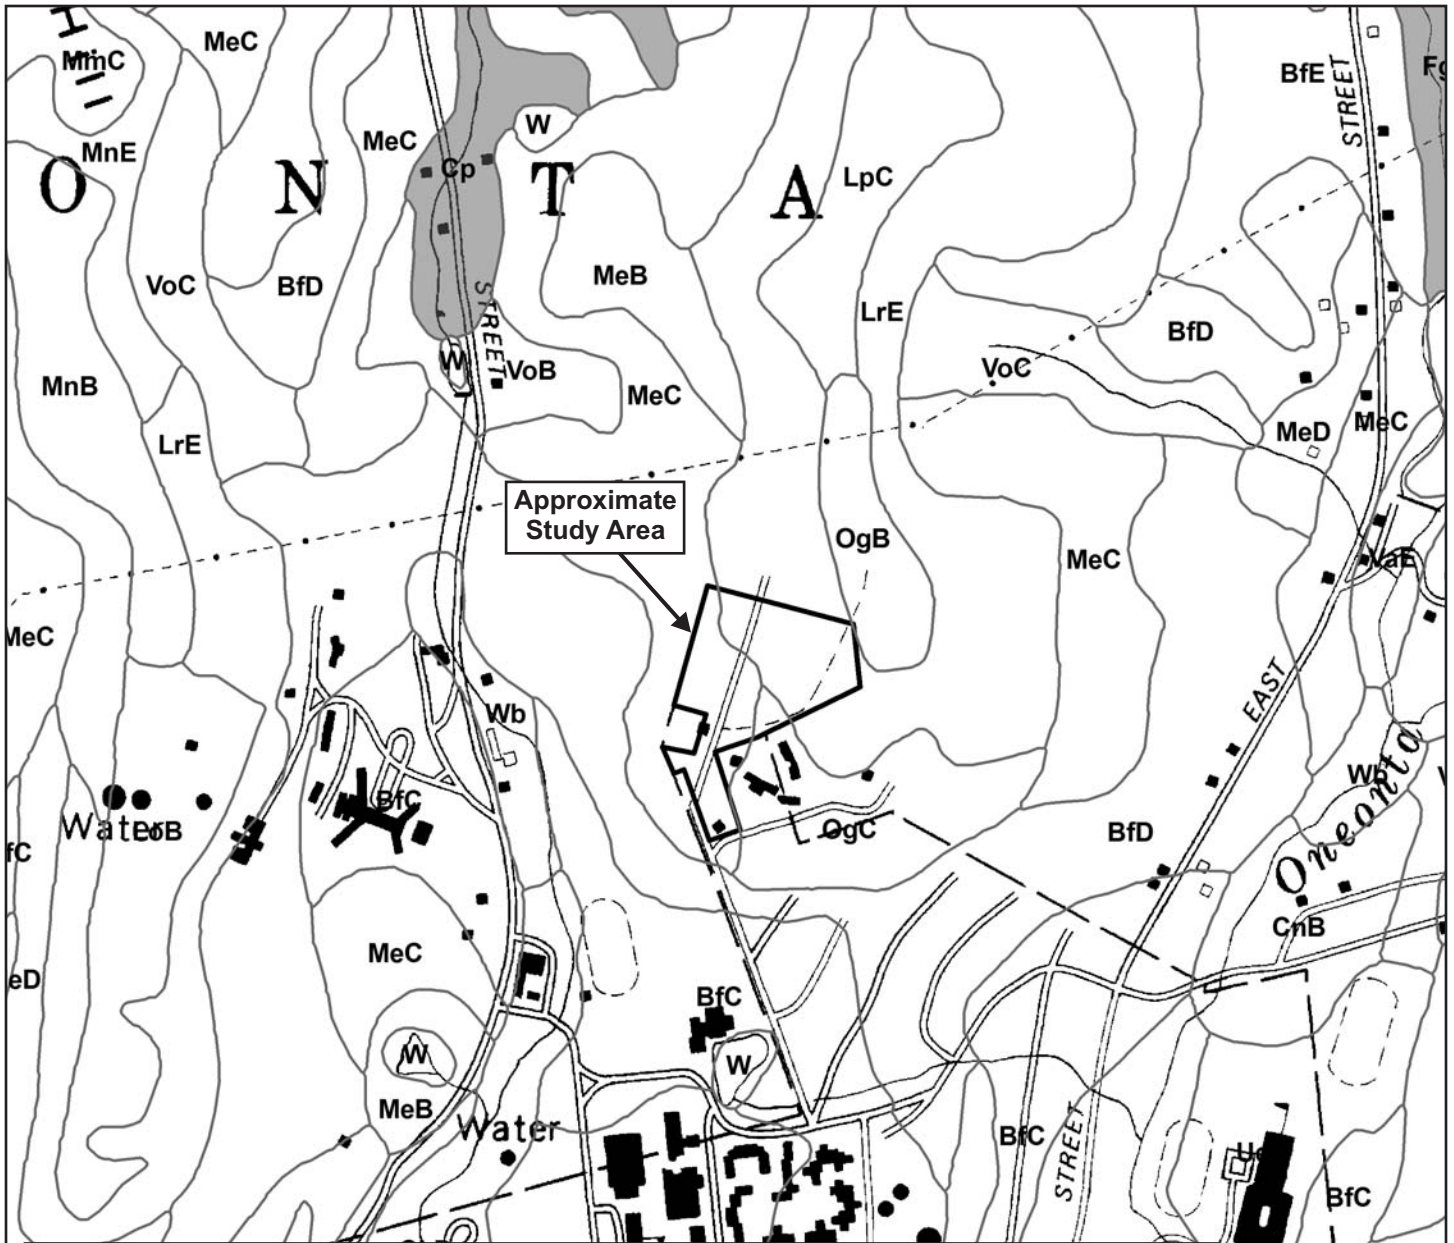 MeC
MmC
BfE
STREET
MeC
W
MnE
Cp
O N T A
LpC
VoC
BfD
MeB
STREET
LrE
BfD
W
VoB
VoC
MnB
MeC
MeC
LrE
MeD
Approximate
Study Area
OgB
MeC
VaE
MeC
EAST
Wb
Oneonta
Wb
BfC
Water
BfD
OgC
fC
CnB
MeC
eD
BfC
W
W
MeB
Water
BfC
STREET
BfC